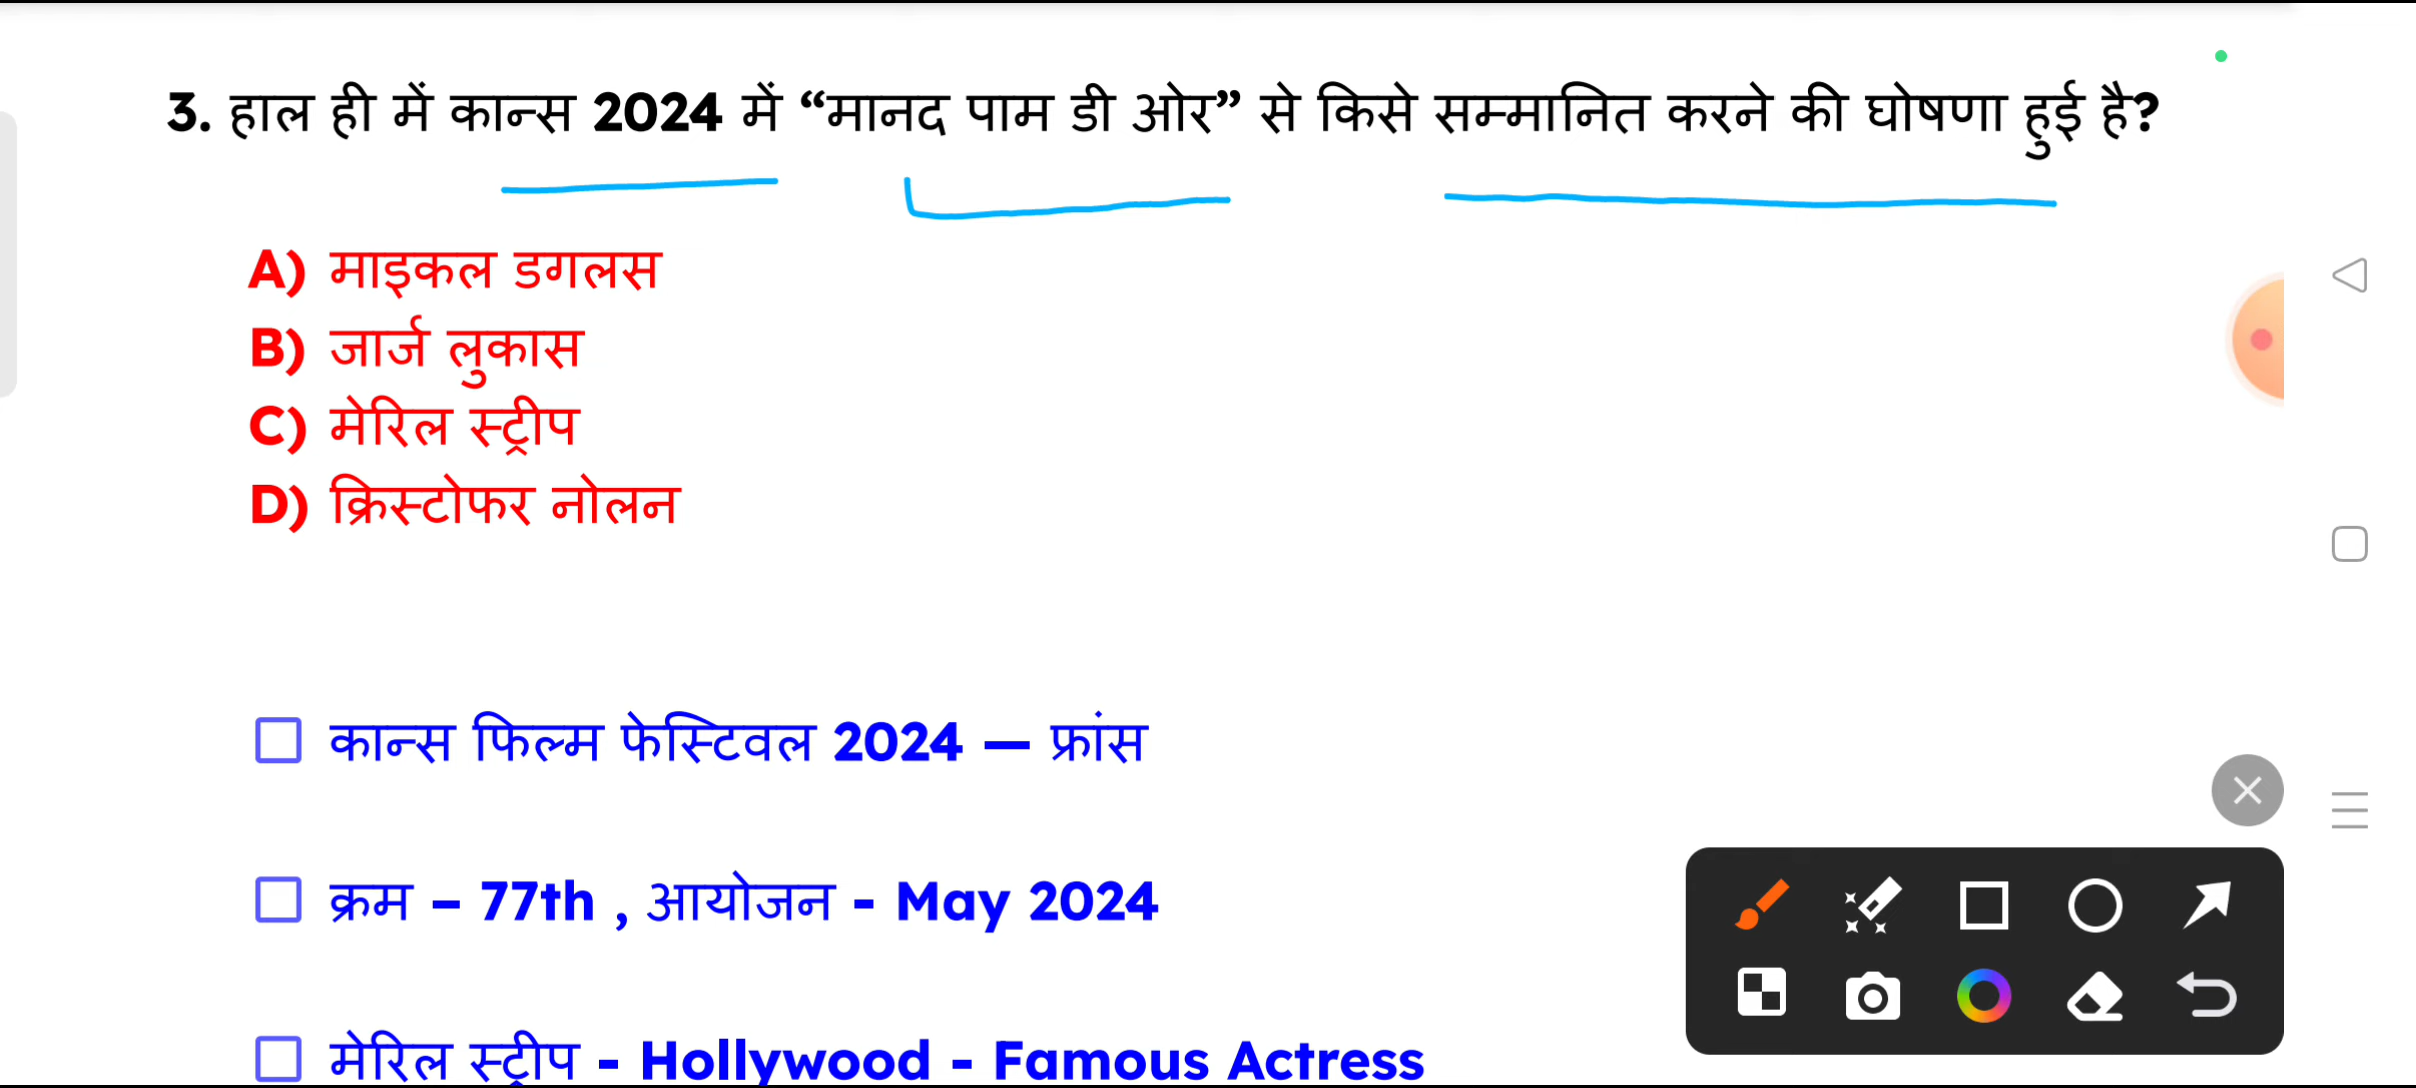 3. हाल ही में कान्स 2024 में “मानद पाम डी ओर” से किसे सम्मानित करने की घोषणा हुई है?
A) माइकल डगलस
B) जार्ज लुकास
C) मेरिल स्ट्रीप
D) क्रिस्टोफर नोलन
कान्स फिल्म फेस्टिवल 2024 — फ्रांस
क्रम – 77th , आयोजन - May 2024
मेरिल स्ट्रीप - Hollywood - Famous Actress